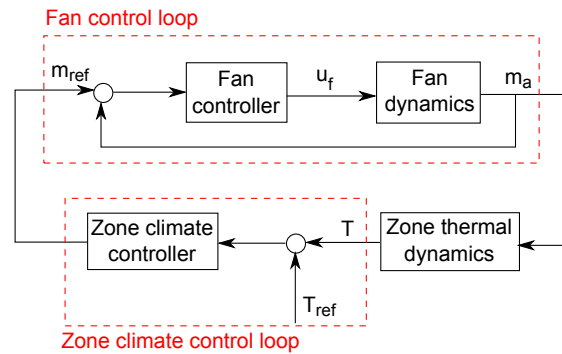 Fan control loop
m_ref
Fan
controller
u_f
Fan
dynamics
m_a
Zone climate
controller
T
Zone thermal
dynamics
T_ref
Zone climate control loop